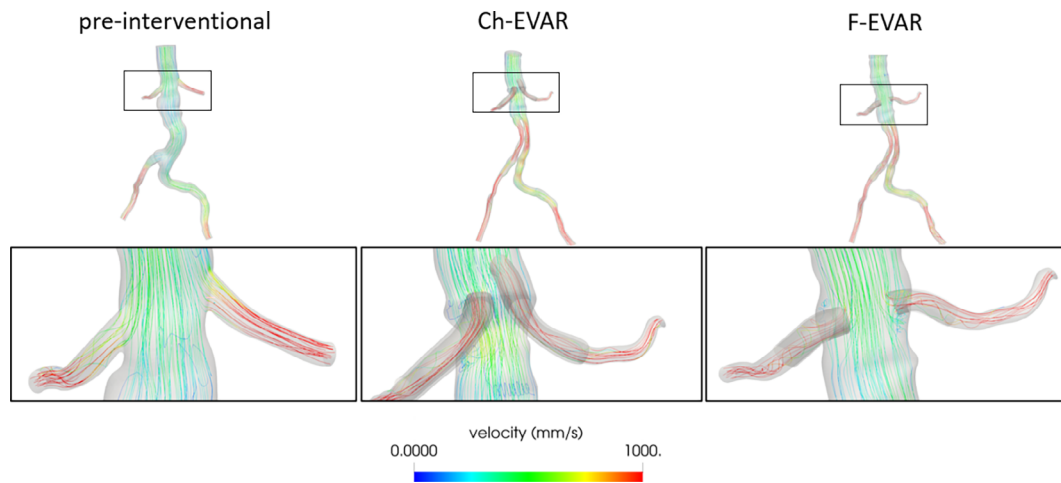 pre-interventional
Ch-EVAR
F-EVAR
velocity (mm/s)
0.0000
1000.